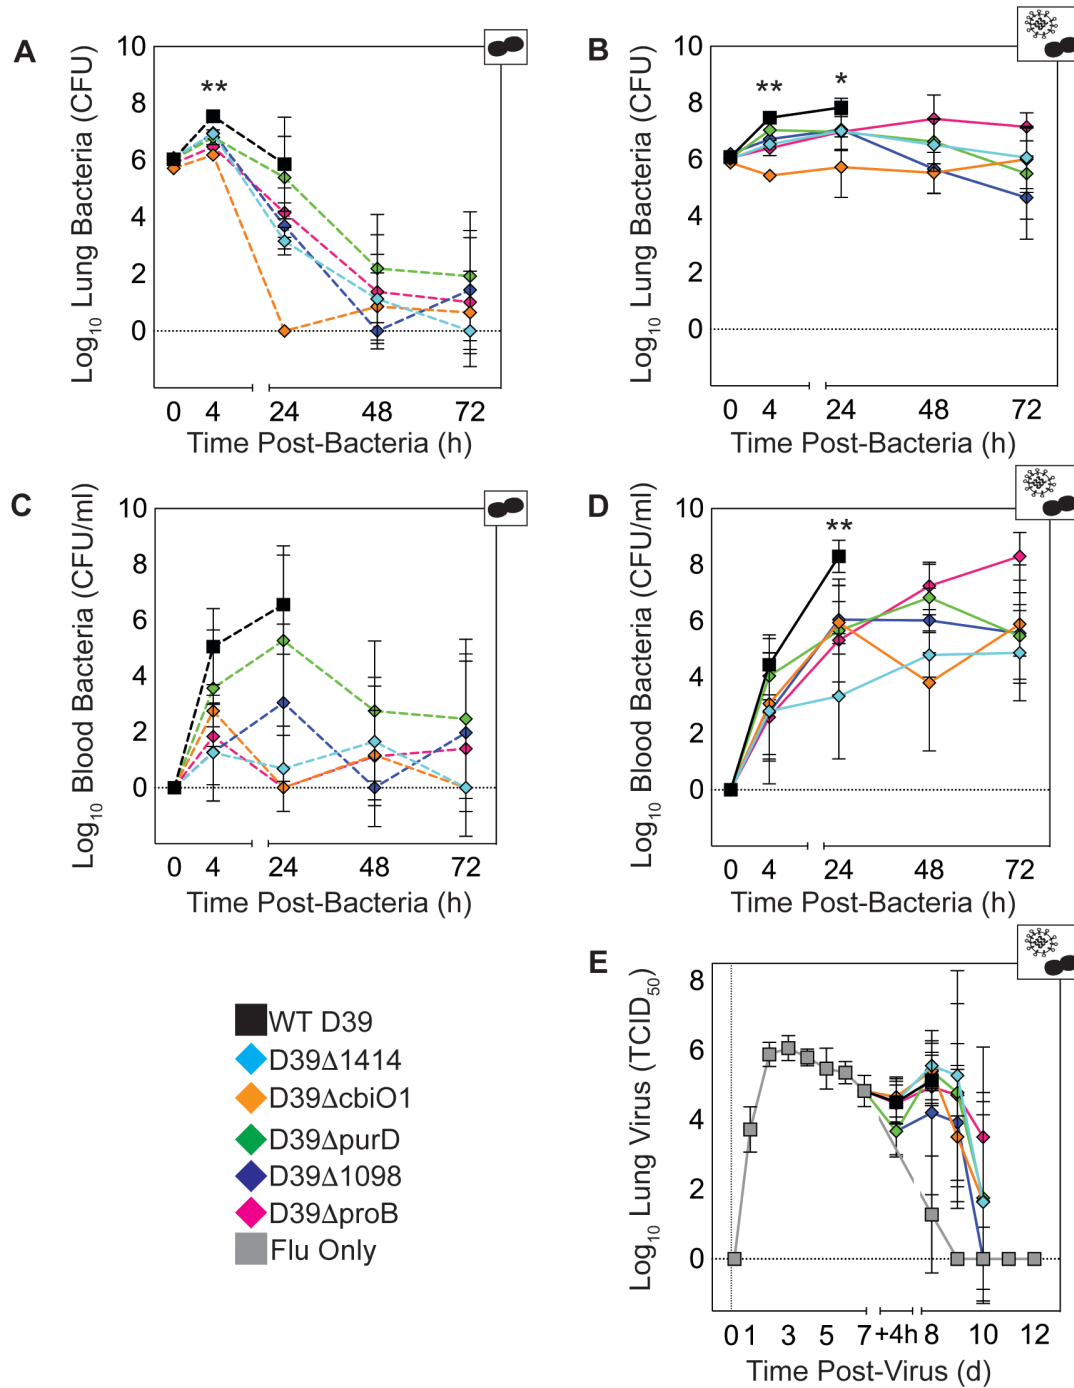 A
Log10 Lung Bacteria (CFU)
10
8
6
4
2
0
**
0 4 24 48 72
Time Post-Bacteria (h)
B
Log10 Lung Bacteria (CFU)
10
8
6
4
2
0
** *
0 4 24 48 72
Time Post-Bacteria (h)
C
Log10 Blood Bacteria (CFU/ml)
10
8
6
4
2
0
0 4 24 48 72
Time Post-Bacteria (h)
D
Log10 Blood Bacteria (CFU/ml)
10
8
6
4
2
0
**
0 4 24 48 72
Time Post-Bacteria (h)
WT D39
D39Δ1414
D39ΔcbiO1
D39ΔpurD
D39Δ1098
D39ΔproB
Flu Only
E
Log10 Lung Virus (TCID50)
8
6
4
2
0
0 1 3 5 7 +4h 8 10 12
Time Post-Virus (d)